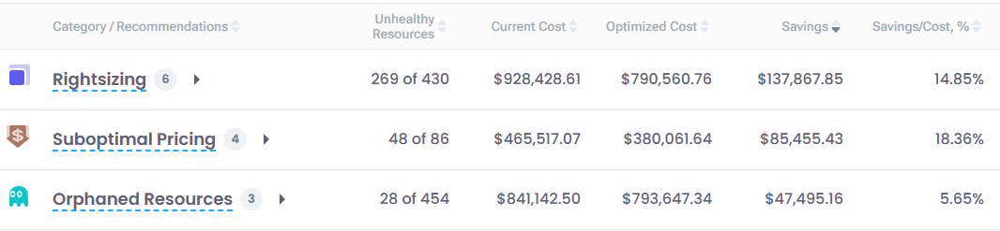 Category / Recommendations Unhealthy Resources Current Cost Optimized Cost Savings Savings/Cost, %
Rightsizing 6 269 of 430 $928,428.61 $790,560.76 $137,867.85 14.85%
$ Suboptimal Pricing 4 48 of 86 $465,517.07 $380,061.64 $85,455.43 18.36%
Orphaned Resources 3 28 of 454 $841,142.50 $793,647.34 $47,495.16 5.65%